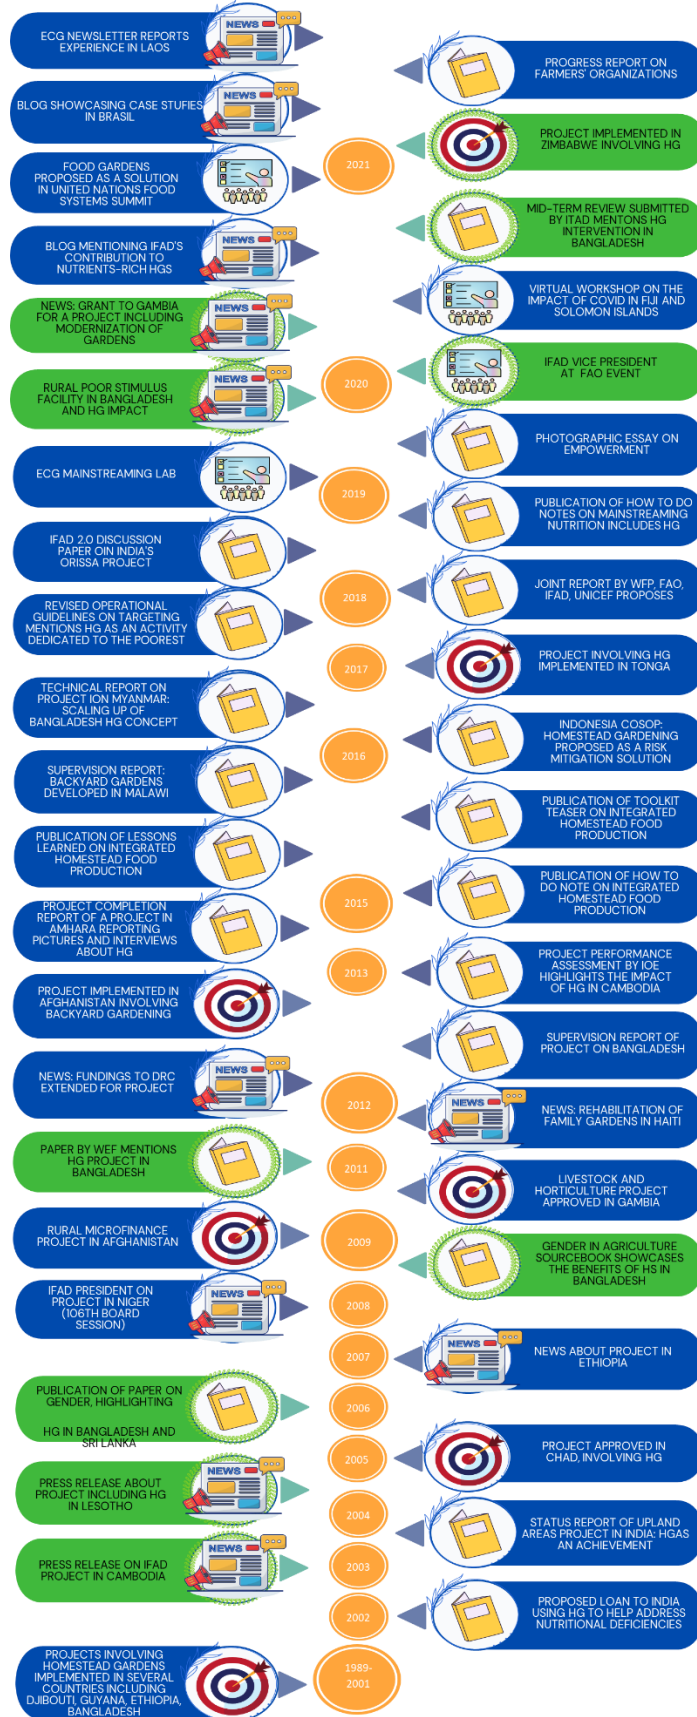 ECG NEWSLETTER REPORTS
EXPERIENCE IN LAOS
NEWS
PROGRESS REPORT ON
FARMERS' ORGANIZATIONS
BLOG SHOWCASING CASE STUFIES
IN BRASIL
NEWS
2021
PROJECT IMPLEMENTED IN
ZIMBABWE INVOLVING HG
FOOD GARDENS
PROPOSED AS A SOLUTION
IN UNITED NATIONS FOOD
SYSTEMS SUMMIT
MID-TERM REVIEW SUBMITTED
BY ITAD MENTONS HG
INTERVENTION IN
BANGLADESH
BLOG MENTIONING IFAD'S
CONTRIBUTION TO
NUTRIENTS-RICH HGS
NEWS
VIRTUAL WORKSHOP ON THE
IMPACT OF COVID IN FIJI AND
SOLOMON ISLANDS
NEWS: GRANT TO GAMBIA
FOR A PROJECT INCLUDING
MODERNIZATION OF
GARDENS
NEWS
2020
IFAD VICE PRESIDENT
AT FAO EVENT
RURAL POOR STIMULUS
FACILITY IN BANGLADESH
AND HG IMPACT
NEWS
PHOTOGRAPHIC ESSAY ON
EMPOWERMENT
ECG MAINSTREAMING LAB
2019
PUBLICATION OF HOW TO DO
NOTES ON MAINSTREAMING
NUTRITION INCLUDES HG
IFAD 2.0 DISCUSSION
PAPER OIN INDIA'S
ORISSA PROJECT
2018
JOINT REPORT BY WFP, FAO,
IFAD, UNICEF PROPOSES
REVISED OPERATIONAL
GUIDELINES ON TARGETING
MENTIONS HG AS AN ACTIVITY
DEDICATED TO THE POOREST
2017
PROJECT INVOLVING HG
IMPLEMENTED IN TONGA
TECHNICAL REPORT ON
PROJECT ION MYANMAR:
SCALING UP OF
BANGLADESH HG CONCEPT
INDONESIA COSOP:
HOMESTEAD GARDENING
PROPOSED AS A RISK
MITIGATION SOLUTION
2016
SUPERVISION REPORT:
BACKYARD GARDENS
DEVELOPED IN MALAWI
PUBLICATION OF TOOLKIT
TEASER ON INTEGRATED
HOMESTEAD FOOD
PRODUCTION
PUBLICATION OF LESSONS
LEARNED ON INTEGRATED
HOMESTEAD FOOD
PRODUCTION
PUBLICATION OF HOW TO
DO NOTE ON INTEGRATED
HOMESTEAD FOOD
PRODUCTION
2015
PROJECT COMPLETION
REPORT OF A PROJECT IN
AMHARA REPORTING
PICTURES AND INTERVIEWS
ABOUT HG
2013
PROJECT PERFORMANCE
ASSESSMENT BY IOE
HIGHLIGHTS THE IMPACT
OF HG IN CAMBODIA
PROJECT IMPLEMENTED IN
AFGHANISTAN INVOLVING
BACKYARD GARDENING
SUPERVISION REPORT OF
PROJECT ON BANGLADESH
NEWS: FUNDINGS TO DRC
EXTENDED FOR PROJECT
NEWS
2012
NEWS
NEWS: REHABILITATION OF
FAMILY GARDENS IN HAITI
PAPER BY WEF MENTIONS
HG PROJECT IN
BANGLADESH
2011
LIVESTOCK AND
HORTICULTURE PROJECT
APPROVED IN GAMBIA
RURAL MICROFINANCE
PROJECT IN AFGHANISTAN
2009
GENDER IN AGRICULTURE
SOURCEBOOK SHOWCASES
THE BENEFITS OF HS IN
BANGLADESH
IFAD PRESIDENT ON
PROJECT IN NIGER
(106TH BOARD
SESSION)
NEWS
2008
2007
NEWS
NEWS ABOUT PROJECT IN
ETHIOPIA
PUBLICATION OF PAPER ON
GENDER, HIGHLIGHTING
HG IN BANGLADESH AND
SRI LANKA
2006
2005
PROJECT APPROVED IN
CHAD, INVOLVING HG
PRESS RELEASE ABOUT
PROJECT INCLUDING HG
IN LESOTHO
NEWS
2004
STATUS REPORT OF UPLAND
AREAS PROJECT IN INDIA: HGAS
AN ACHIEVEMENT
PRESS RELEASE ON IFAD
PROJECT IN CAMBODIA
NEWS
2003
2002
PROPOSED LOAN TO INDIA
USING HG TO HELP ADDRESS
NUTRITIONAL DEFICIENCIES
PROJECTS INVOLVING
HOMESTEAD GARDENS
IMPLEMENTED IN SEVERAL
COUNTRIES INCLUDING
DJIBOUTI, GUYANA, ETHIOPIA,
BANGLADESH
1989-
2001